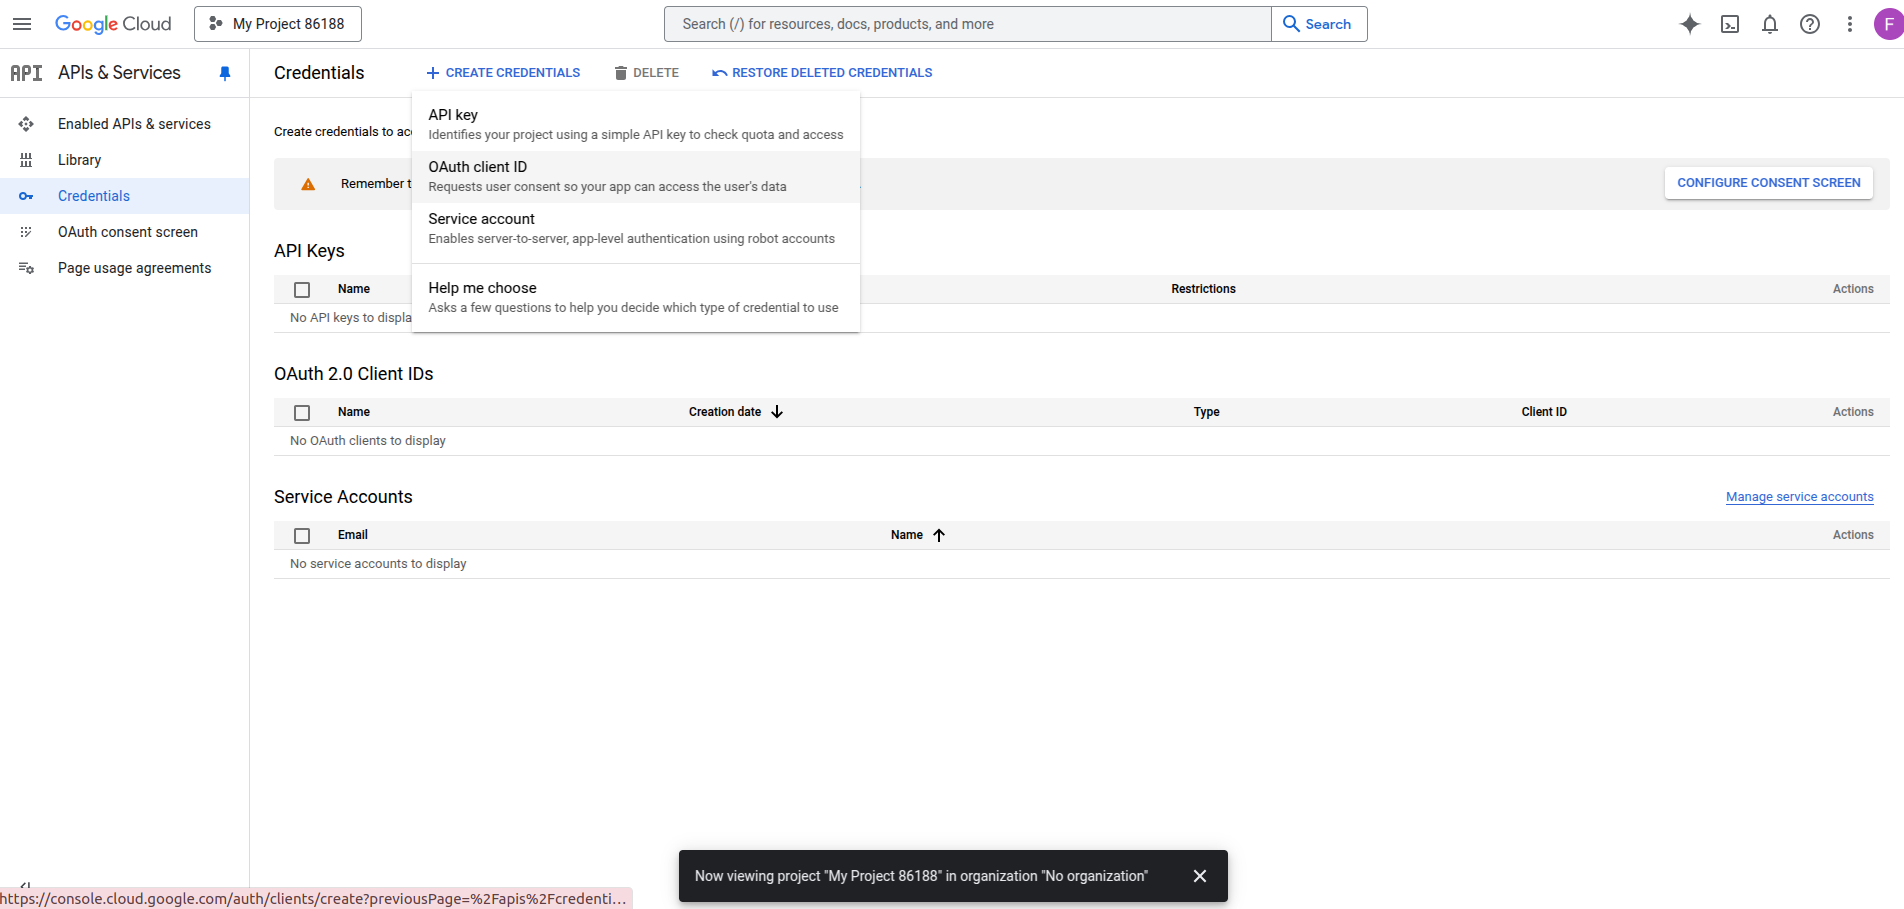 Google Cloud
My Project 86188
Search (/) for resources, docs, products, and more
Search
F
API
APIs & Services
Credentials
CREATE CREDENTIALS
DELETE
RESTORE DELETED CREDENTIALS
Enabled APIs & services
Library
Credentials
OAuth consent screen
Page usage agreements
Create credentials to
API key
Identifies your project using a simple API key to check quota and access
OAuth client ID
Requests user consent so your app can access the user's data
Service account
Enables server-to-server, app-level authentication using robot accounts
Help me choose
Asks a few questions to help you decide which type of credential to use
Remember
CONFIGURE CONSENT SCREEN
API Keys
Name
Restrictions
Actions
No API keys to
OAuth 2.0 Client IDs
Name
Creation date
Type
Client ID
Actions
No OAuth clients to display
Service Accounts
Manage service accounts
Email
Name
Actions
No service accounts to display
Now viewing project "My Project 86188" in organization "No organization"
https://console.cloud.google.com/auth/clients/create?previousPage=%2Fapis%2Fcredenti…